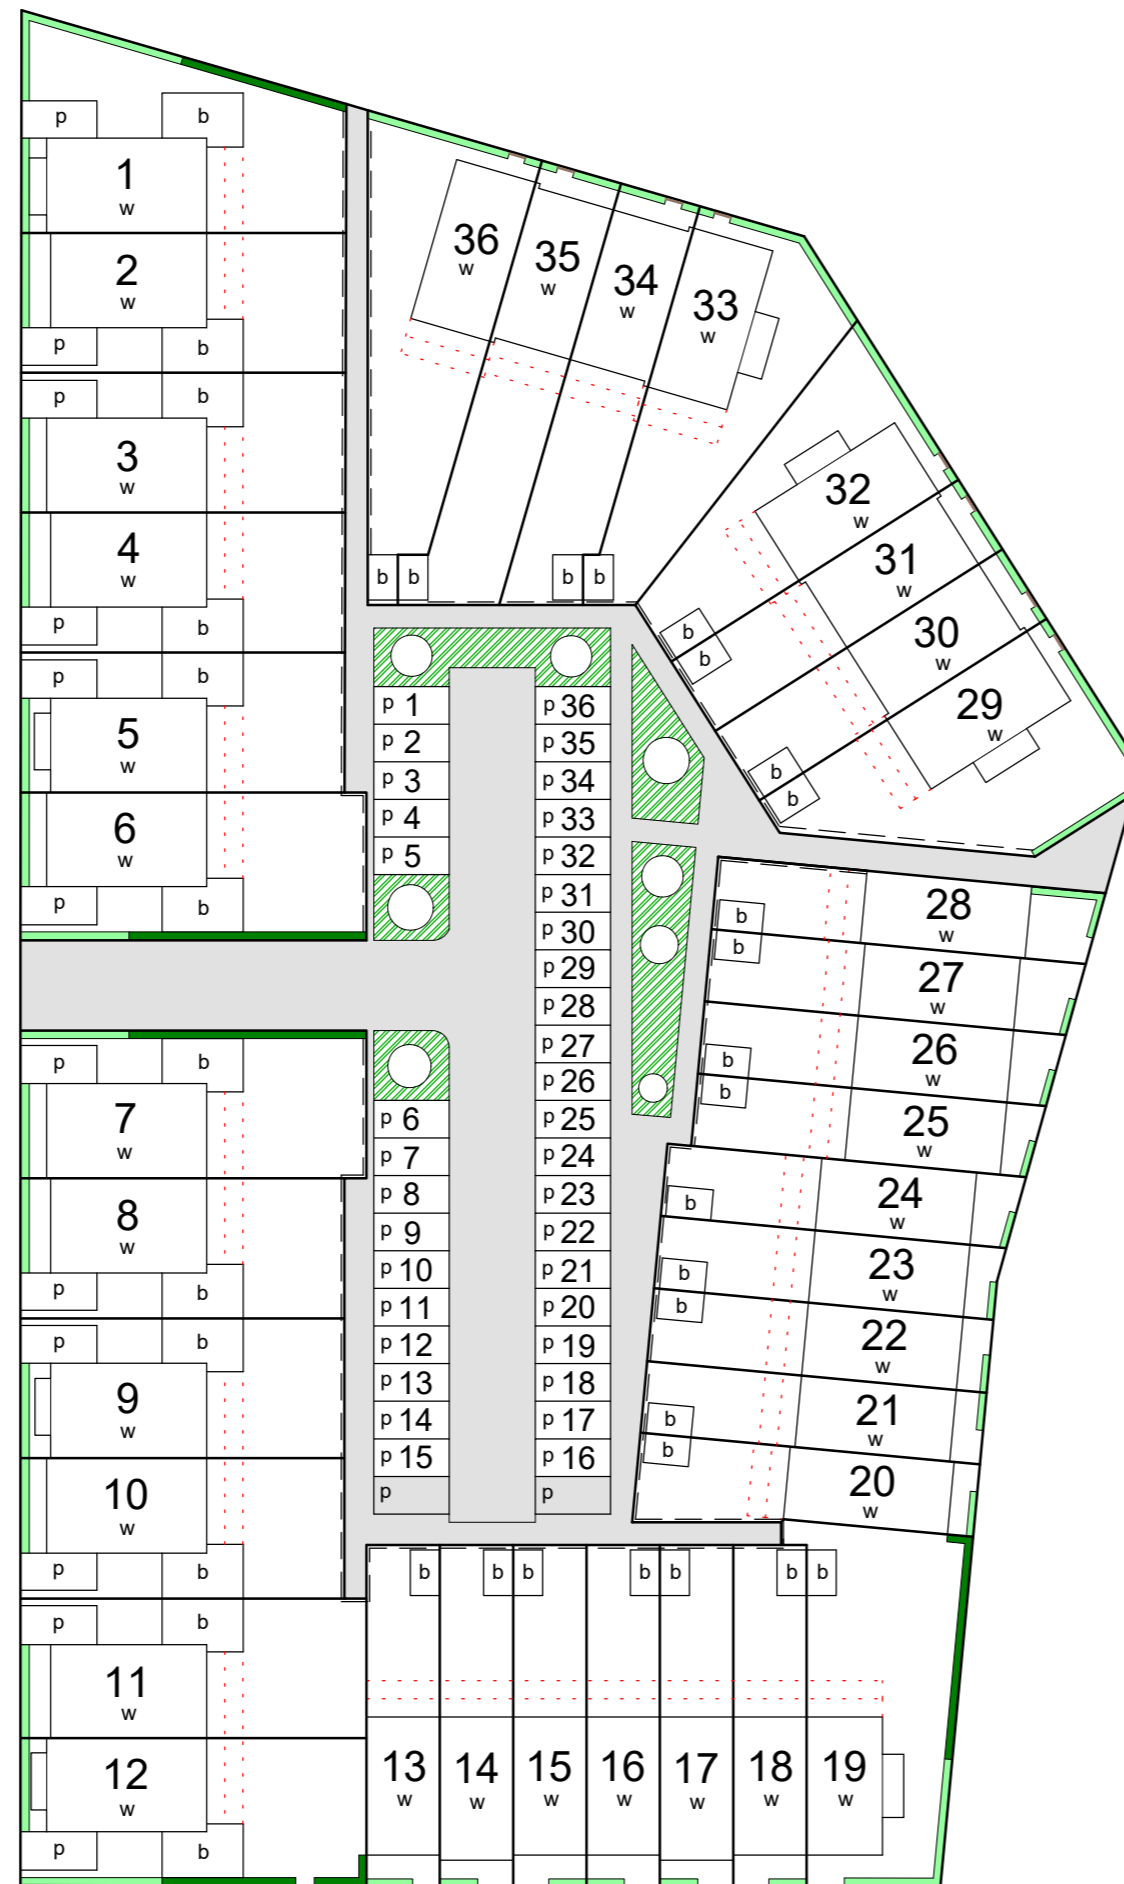 p b
1
w
2
w
p b
p b
3
w
4
w
p b
p b
5
w
6
w
p b
p b
7
w
8
w
p b
p b
9
w
10
w
p b
p b
11
w
12
w
p b
36
w
35
w
34
w
33
w
b b b b
32
w
31
w
30
w
29
w
b
b
b
b
p 1
p 2
p 3
p 4
p 5
p 6
p 7
p 8
p 9
p 10
p 11
p 12
p 13
p 14
p 15
p
p 36
p 35
p 34
p 33
p 32
p 31
p 30
p 29
p 28
p 27
p 26
p 25
p 24
p 23
p 22
p 21
p 20
p 19
p 18
p 17
p 16
p
b
b
28
w
27
w
b
b
26
w
25
w
b
24
w
b
b
23
w
22
w
b
b
21
w
20
w
b b b b b b b
13 14 15 16 17 18 19
w w w w w w w